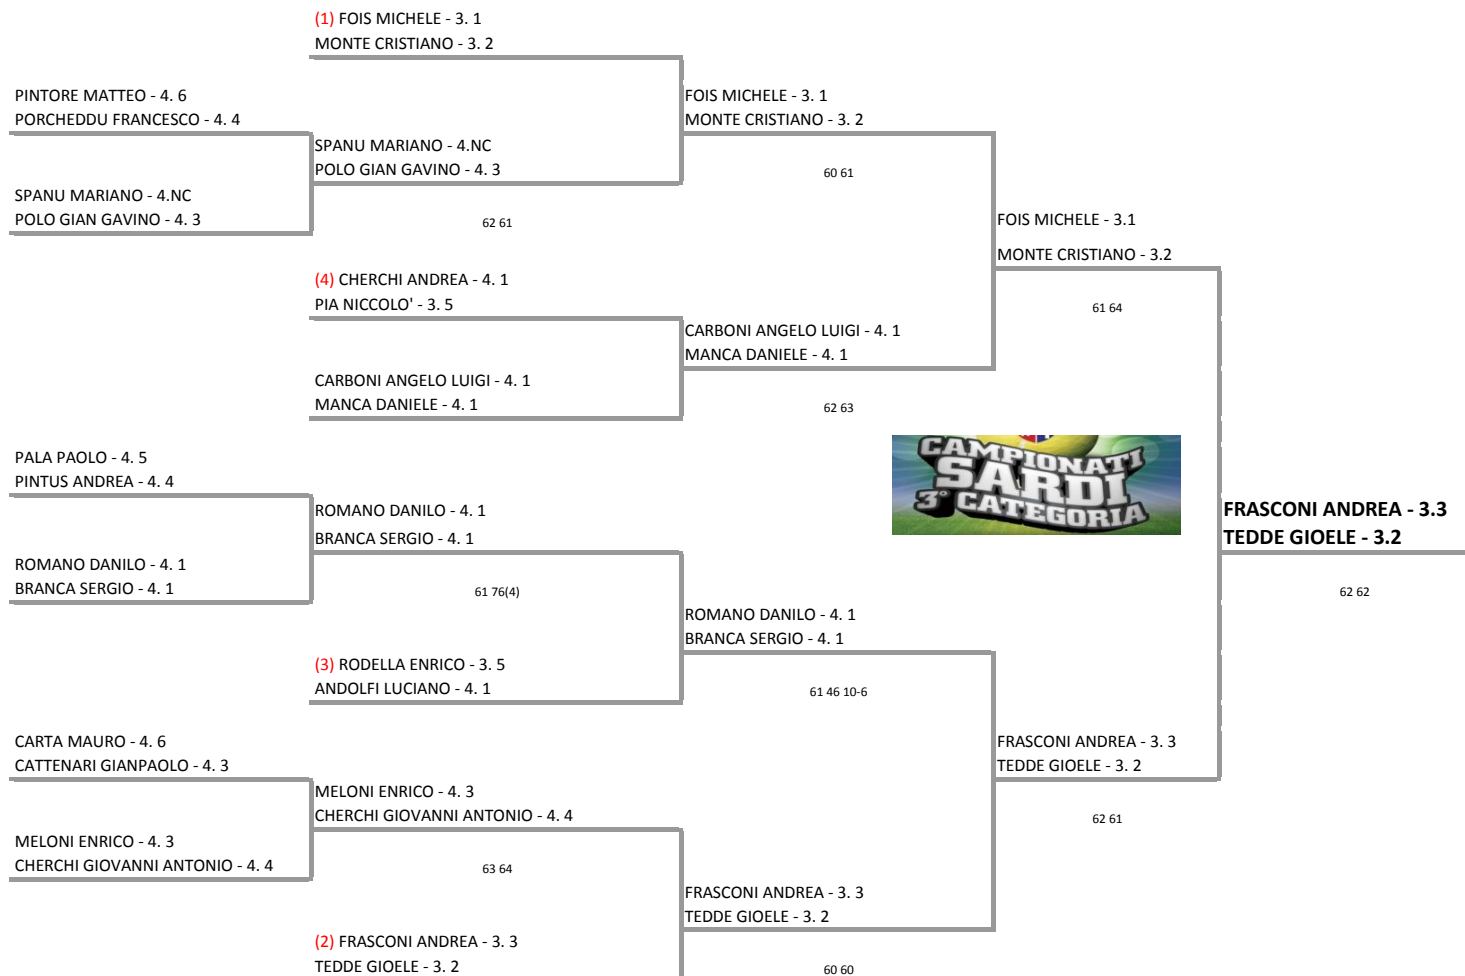 (1) FOIS MICHELE - 3. 1
MONTE CRISTIANO - 3. 2
PINTORE MATTEO - 4. 6
PORCHEDDU FRANCESCO - 4. 4
FOIS MICHELE - 3. 1
MONTE CRISTIANO - 3. 2
SPANU MARIANO - 4.NC
POLO GIAN GAVINO - 4. 3
60 61
SPANU MARIANO - 4.NC
POLO GIAN GAVINO - 4. 3
62 61
FOIS MICHELE - 3.1
MONTE CRISTIANO - 3.2
(4) CHERCHI ANDREA - 4. 1
PIA NICCOLO' - 3. 5
61 64
CARBONI ANGELO LUIGI - 4. 1
MANCA DANIELE - 4. 1
CARBONI ANGELO LUIGI - 4. 1
MANCA DANIELE - 4. 1
62 63
CAMPIONATI
SARDI
3° CATEGORIA
PALA PAOLO - 4. 5
PINTUS ANDREA - 4. 4
ROMANO DANILO - 4. 1
BRANCA SERGIO - 4. 1
FRASCONI ANDREA - 3.3
TEDDE GIOELE - 3.2
ROMANO DANILO - 4. 1
BRANCA SERGIO - 4. 1
61 76(4)
62 62
ROMANO DANILO - 4. 1
BRANCA SERGIO - 4. 1
(3) RODELLA ENRICO - 3. 5
ANDOLFI LUCIANO - 4. 1
61 46 10-6
CARTA MAURO - 4. 6
CATTENARI GIANPAOLO - 4. 3
FRASCONI ANDREA - 3. 3
TEDDE GIOELE - 3. 2
MELONI ENRICO - 4. 3
CHERCHI GIOVANNI ANTONIO - 4. 4
62 61
MELONI ENRICO - 4. 3
CHERCHI GIOVANNI ANTONIO - 4. 4
63 64
FRASCONI ANDREA - 3. 3
TEDDE GIOELE - 3. 2
(2) FRASCONI ANDREA - 3. 3
TEDDE GIOELE - 3. 2
60 60